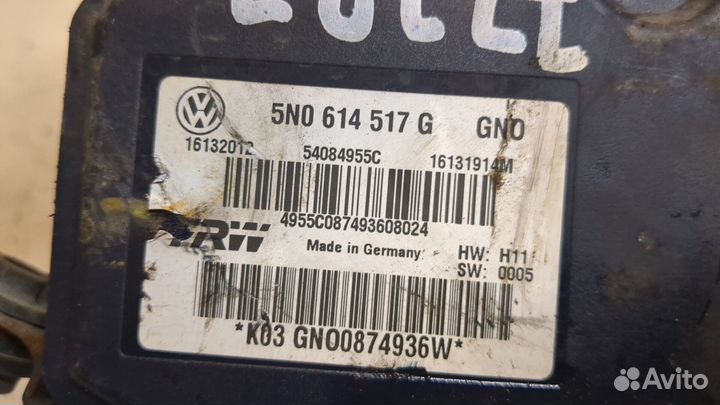 5N0 614 517 G GNO
16132012 54084955C 16131914M
4955C087493608024
TRW Made in Germany HW: H11
SW: 0005
*K03 GNO0874936W*
Avito